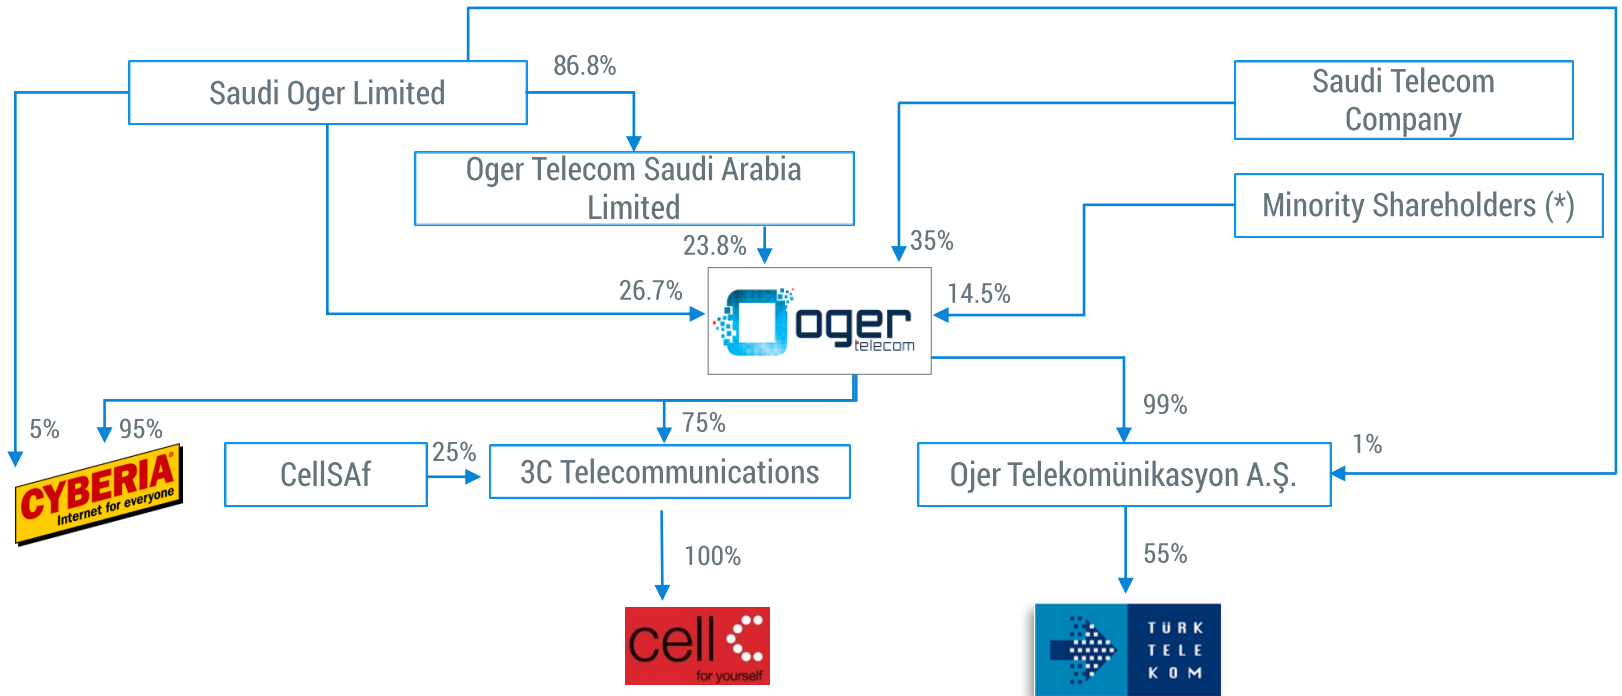 86.8%
Saudi Oger Limited
Saudi Telecom
Company
Oger Telecom Saudi Arabia
Limited
Minority Shareholders (*)
23.8%
35%
26.7%
14.5%
oger
telecom
5%
95%
75%
99%
25%
1%
CYBERIA®
Internet for everyone
CellSAf
3C Telecommunications
Ojer Telekomünikasyon A.Ş.
100%
55%
cell C
for yourself
TÜRK
TELE
KOM